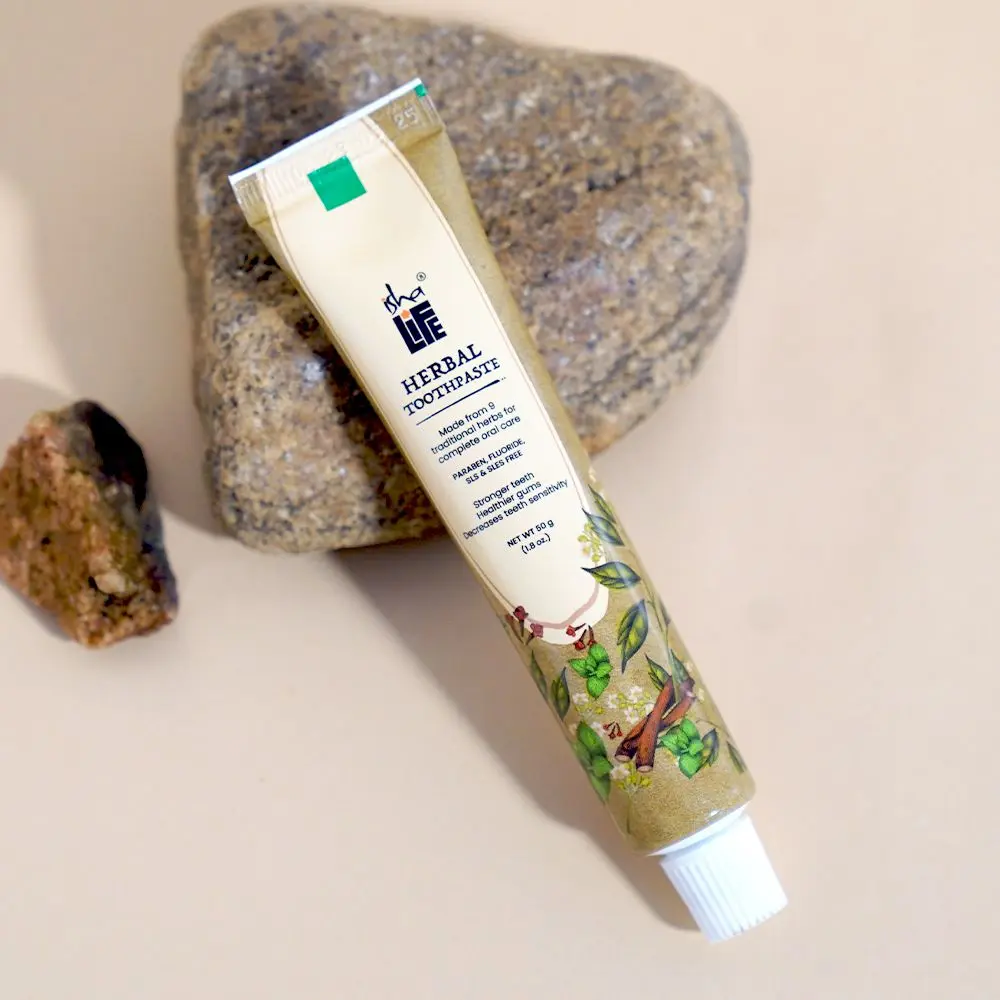 25
isha
®
LIFE
HERBAL
TOOTHPASTE
Made from 9
traditional herbs for
complete oral care
PARABEN, FLUORIDE,
SLS & SLES FREE
Stronger teeth
Healthier gums
Decreases teeth sensitivity
NET WT 50 g
(1.8 oz.)